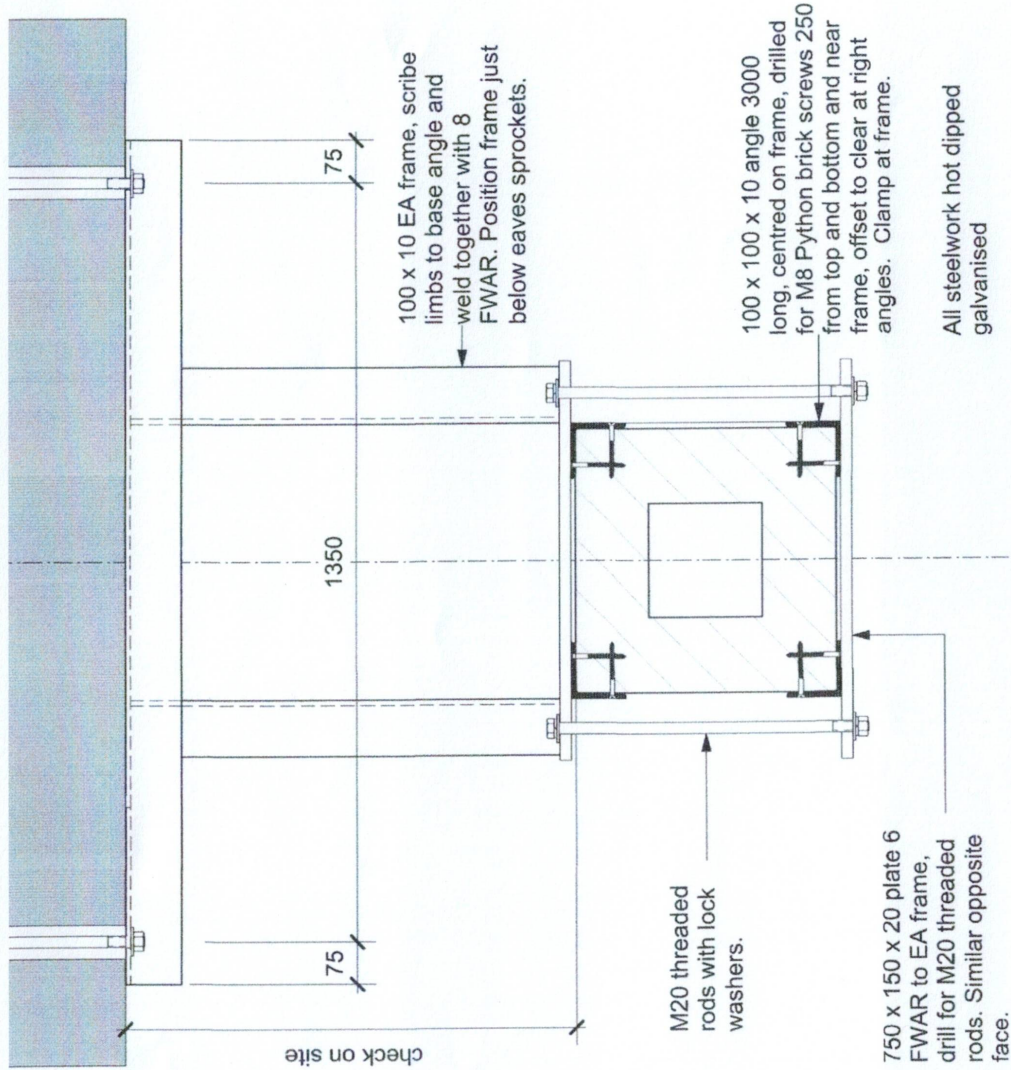 75
1350
75
check on site
100 x 10 EA frame, scribe
limbs to base angle and
weld together with 8
FWAR. Position frame just
below eaves sprockets.
100 x 100 x 10 angle 3000
long, centred on frame, drilled
for M8 Python brick screws 250
from top and bottom and near
frame, offset to clear at right
angles. Clamp at frame.
All steelwork hot dipped
galvanised
M20 threaded
rods with lock
washers.
750 x 150 x 20 plate 6
FWAR to EA frame,
drill for M20 threaded
rods. Similar opposite
face.